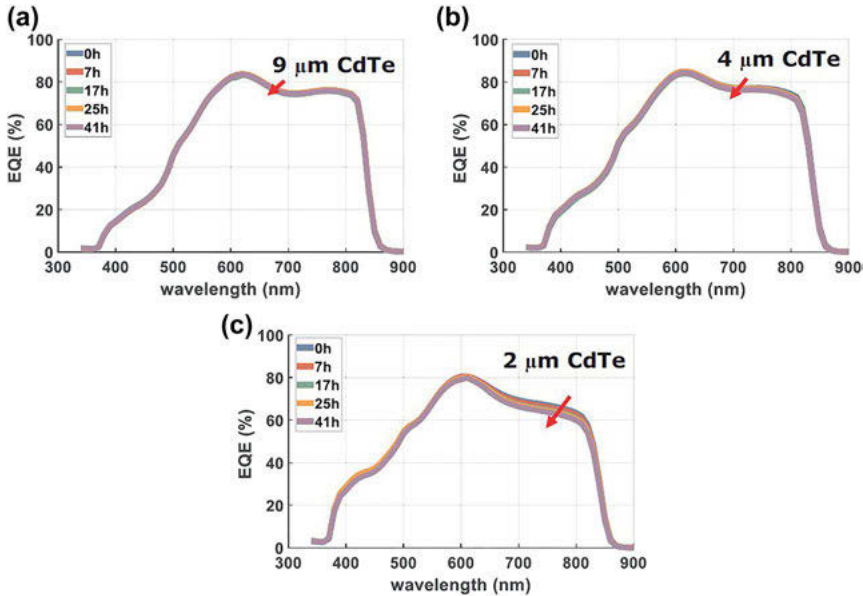 (a)
100
80
60
40
20
0
EQE (%)
0h
7h
17h
25h
41h
9 μm CdTe
300 400 500 600 700 800 900
wavelength (nm)
(b)
100
80
60
40
20
0
EQE (%)
0h
7h
17h
25h
41h
4 μm CdTe
300 400 500 600 700 800 900
wavelength (nm)
(c)
100
80
60
40
20
0
EQE (%)
0h
7h
17h
25h
41h
2 μm CdTe
300 400 500 600 700 800 900
wavelength (nm)